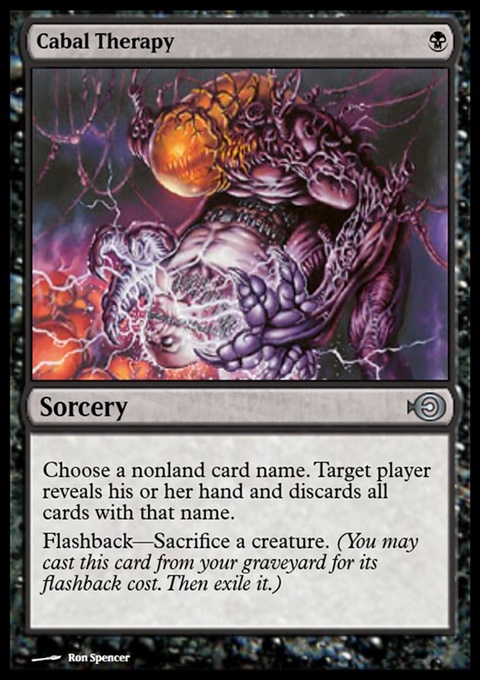 Cabal Therapy
Sorcery
Choose a nonland card name. Target player
reveals his or her hand and discards all
cards with that name.
Flashback—Sacrifice a creature. (You may
cast this card from your graveyard for its
flashback cost. Then exile it.)
Ron Spencer